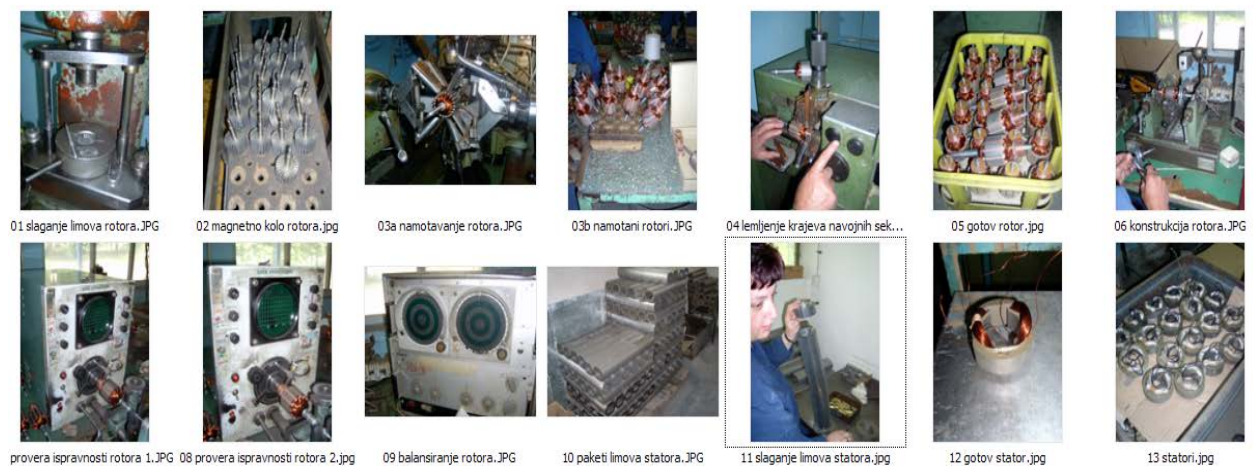 01 slaganje limova rotora.JPG
02 magnetno kolo rotora.jpg
03a namotavanje rotora.JPG
03b namotani rotori.JPG
04 lemljenje krajeva navojnih sek...
05 gotov rotor.jpg
06 konstrukcija rotora.JPG
provera ispravnosti rotora 1.JPG
08 provera ispravnosti rotora 2.jpg
09 balansiranje rotora.JPG
10 paketi limova statora.JPG
11 slaganje limova statora.jpg
12 gotov stator.jpg
13 statori.jpg